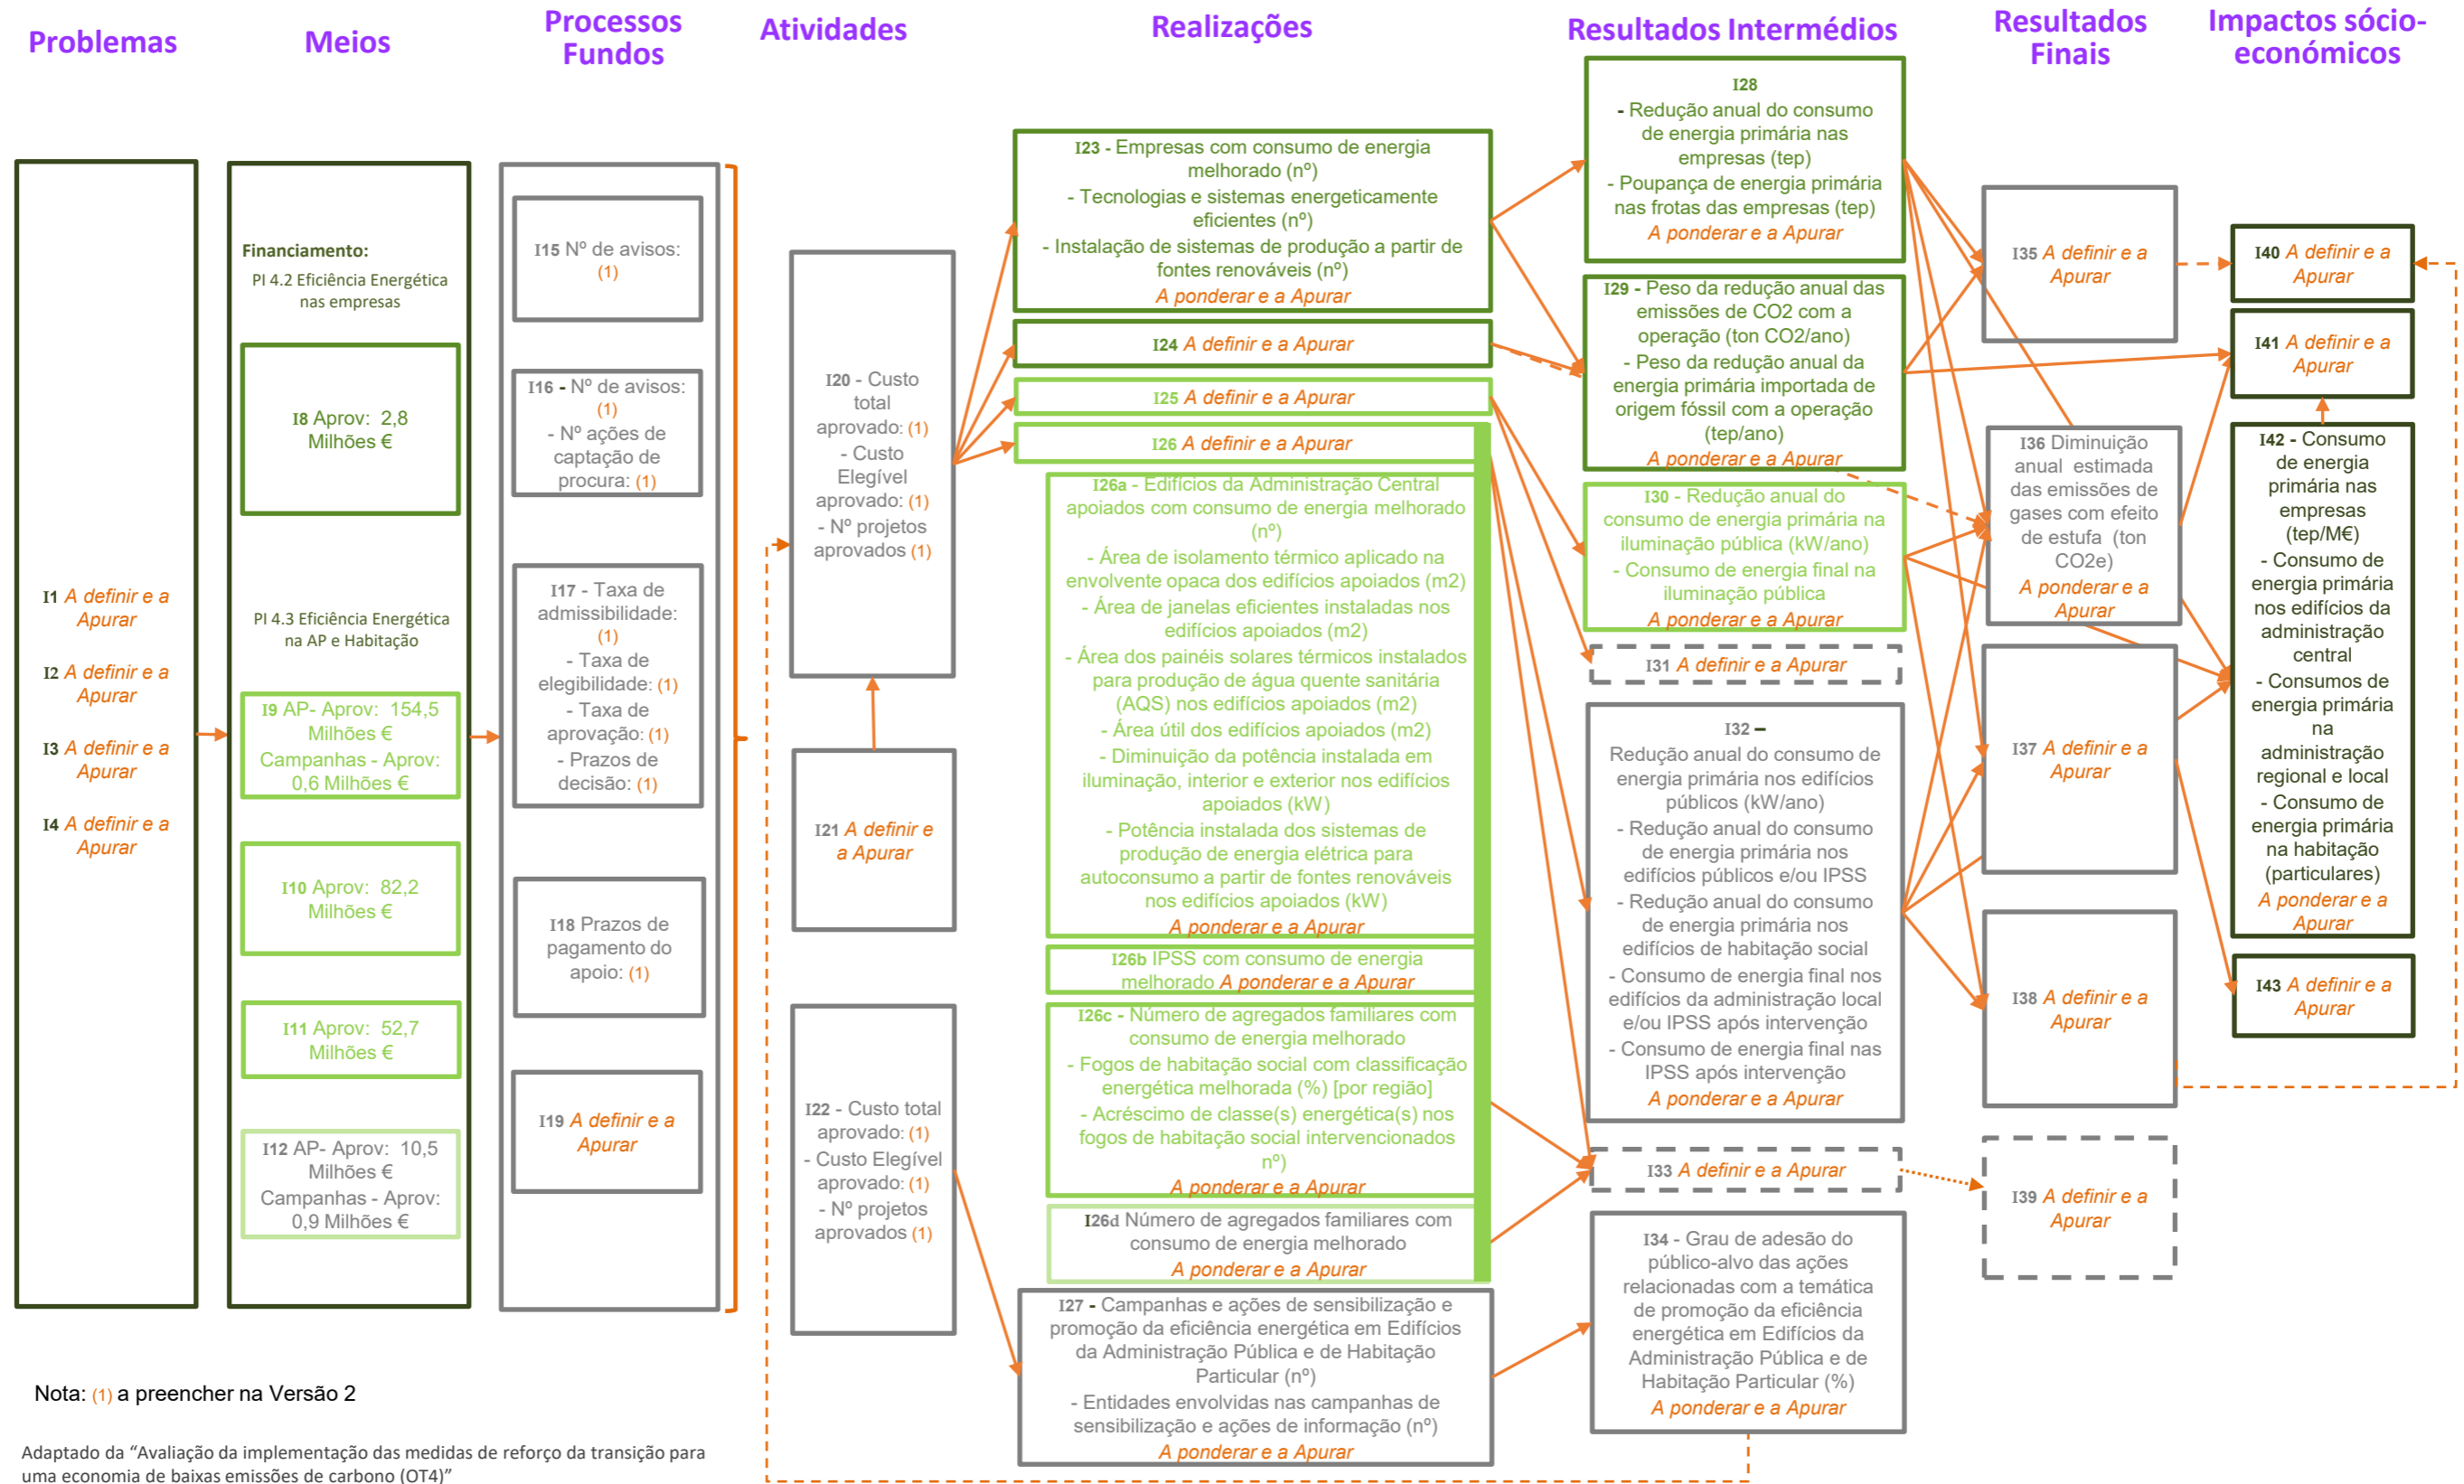 Problemas
Meios
Processos
Fundos
Atividades
Realizações
Resultados Intermédios
Resultados
Finais
Impactos sócio-
económicos
I1 A definir e a
Apurar
I2 A definir e a
Apurar
I3 A definir e a
Apurar
I4 A definir e a
Apurar
Financiamento:
PI 4.2 Eficiência Energética
nas empresas
I8 Aprov: 2,8
Milhões €
PI 4.3 Eficiência Energética
na AP e Habitação
I9 AP- Aprov: 154,5
Milhões €
Campanhas - Aprov:
0,6 Milhões €
I10 Aprov: 82,2
Milhões €
I11 Aprov: 52,7
Milhões €
I12 AP- Aprov: 10,5
Milhões €
Campanhas - Aprov:
0,9 Milhões €
I15 Nº de avisos:
(1)
I16 - Nº de avisos:
(1)
- Nº ações de
captação de
procura: (1)
I17 - Taxa de
admissibilidade:
(1)
- Taxa de
elegibilidade: (1)
- Taxa de
aprovação: (1)
- Prazos de
decisão: (1)
I18 Prazos de
pagamento do
apoio: (1)
I19 A definir e a
Apurar
I20 - Custo
total
aprovado: (1)
- Custo
Elegível
aprovado: (1)
- Nº projetos
aprovados (1)
I21 A definir e
a Apurar
I22 - Custo total
aprovado: (1)
- Custo Elegível
aprovado: (1)
- Nº projetos
aprovados (1)
I23 - Empresas com consumo de energia
melhorado (nº)
- Tecnologias e sistemas energeticamente
eficientes (nº)
- Instalação de sistemas de produção a partir de
fontes renováveis (nº)
A ponderar e a Apurar
I24 A definir e a Apurar
I25 A definir e a Apurar
I26 A definir e a Apurar
I26a - Edifícios da Administração Central
apoiados com consumo de energia melhorado
(nº)
- Área de isolamento térmico aplicado na
envolvente opaca dos edifícios apoiados (m2)
- Área de janelas eficientes instaladas nos
edifícios apoiados (m2)
- Área dos painéis solares térmicos instalados
para produção de água quente sanitária
(AQS) nos edifícios apoiados (m2)
- Área útil dos edifícios apoiados (m2)
- Diminuição da potência instalada em
iluminação, interior e exterior nos edifícios
apoiados (kW)
- Potência instalada dos sistemas de
produção de energia elétrica para
autoconsumo a partir de fontes renováveis
nos edifícios apoiados (kW)
A ponderar e a Apurar
I26b IPSS com consumo de energia
melhorado A ponderar e a Apurar
I26c - Número de agregados familiares com
consumo de energia melhorado
- Fogos de habitação social com classificação
energética melhorada (%) [por região]
- Acréscimo de classe(s) energética(s) nos
fogos de habitação social intervencionados
nº)
A ponderar e a Apurar
I26d Número de agregados familiares com
consumo de energia melhorado
A ponderar e a Apurar
I27 - Campanhas e ações de sensibilização e
promoção da eficiência energética em Edifícios
da Administração Pública e de Habitação
Particular (nº)
- Entidades envolvidas nas campanhas de
sensibilização e ações de informação (nº)
A ponderar e a Apurar
I28
- Redução anual do consumo
de energia primária nas
empresas (tep)
- Poupança de energia primária
nas frotas das empresas (tep)
A ponderar e a Apurar
I29 - Peso da redução anual das
emissões de CO2 com a
operação (ton CO2/ano)
- Peso da redução anual da
energia primária importada de
origem fóssil com a operação
(tep/ano)
A ponderar e a Apurar
I30 - Redução anual do
consumo de energia primária na
iluminação pública (kW/ano)
- Consumo de energia final na
iluminação pública
A ponderar e a Apurar
I31 A definir e a Apurar
I32 –
Redução anual do consumo de
energia primária nos edifícios
públicos (kW/ano)
- Redução anual do consumo
de energia primária nos
edifícios públicos e/ou IPSS
- Redução anual do consumo
de energia primária nos
edifícios de habitação social
- Consumo de energia final nos
edifícios da administração local
e/ou IPSS após intervenção
- Consumo de energia final nas
IPSS após intervenção
A ponderar e a Apurar
I33 A definir e a Apurar
I34 - Grau de adesão do
público-alvo das ações
relacionadas com a temática
de promoção da eficiência
energética em Edifícios da
Administração Pública e de
Habitação Particular (%)
A ponderar e a Apurar
I35 A definir e a
Apurar
I36 Diminuição
anual estimada
das emissões de
gases com efeito
de estufa (ton
CO2e)
A ponderar e a
Apurar
I37 A definir e a
Apurar
I38 A definir e a
Apurar
I39 A definir e a
Apurar
I40 A definir e a
Apurar
I41 A definir e a
Apurar
I42 - Consumo
de energia
primária nas
empresas
(tep/M€)
- Consumo de
energia primária
nos edifícios da
administração
central
- Consumos de
energia primária
na
administração
regional e local
- Consumo de
energia primária
na habitação
(particulares)
A ponderar e a
Apurar
I43 A definir e a
Apurar
Nota: (1) a preencher na Versão 2
Adaptado da “Avaliação da implementação das medidas de reforço da transição para
uma economia de baixas emissões de carbono (OT4)”